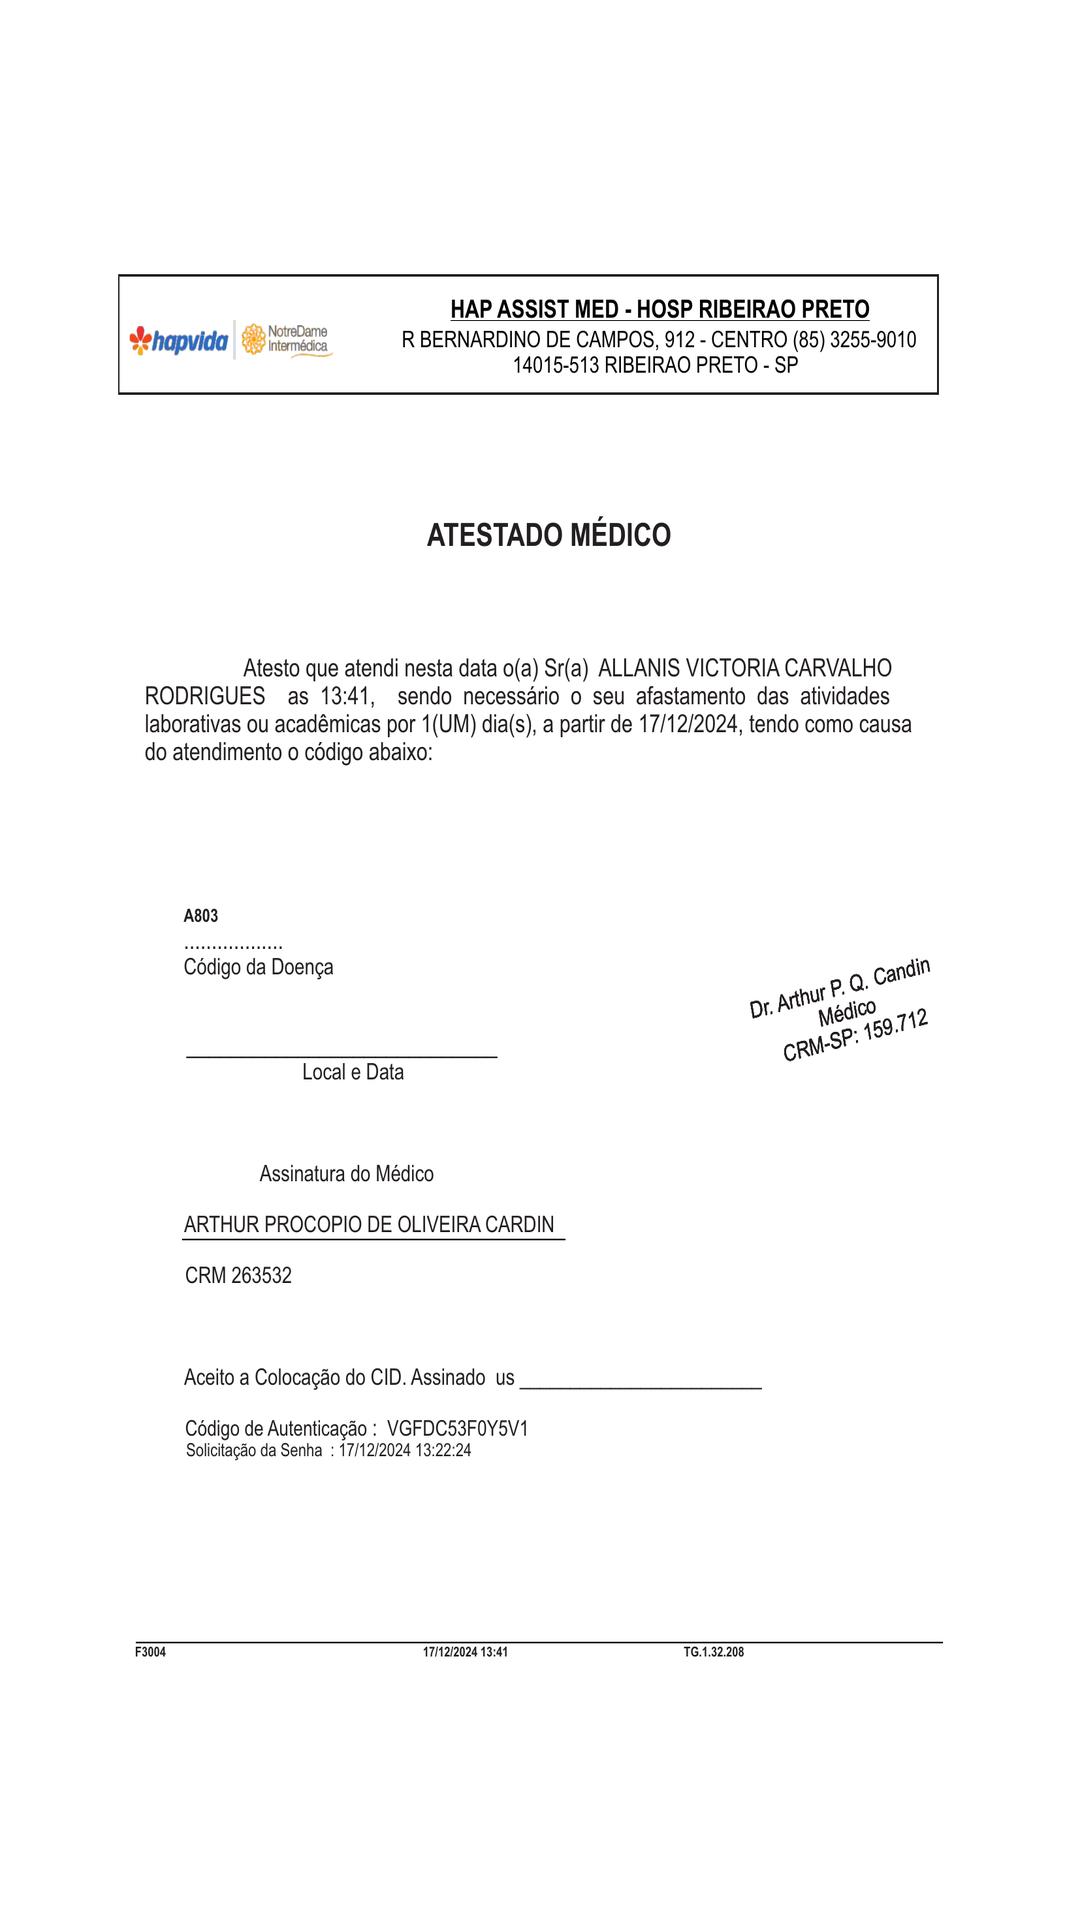 hapvida
NotreDame
Intermédica
HAP ASSIST MED - HOSP RIBEIRAO PRETO
R BERNARDINO DE CAMPOS, 912 - CENTRO (85) 3255-9010
14015-513 RIBEIRAO PRETO - SP
ATESTADO MÉDICO
Atesto que atendi nesta data o(a) Sr(a) ALLANIS VICTORIA CARVALHO
RODRIGUES as 13:41, sendo necessário o seu afastamento das atividades
laborativas ou acadêmicas por 1(UM) dia(s), a partir de 17/12/2024, tendo como causa
do atendimento o código abaixo:
A803
..................
Código da Doença
Dr. Arthur P. Q. Candin
Médico
CRM-SP: 159.712
Local e Data
Assinatura do Médico
ARTHUR PROCOPIO DE OLIVEIRA CARDIN
CRM 263532
Aceito a Colocação do CID. Assinado us ________________________
Código de Autenticação : VGFDC53F0Y5V1
Solicitação da Senha : 17/12/2024 13:22:24
F3004 17/12/2024 13:41 TG.1.32.208